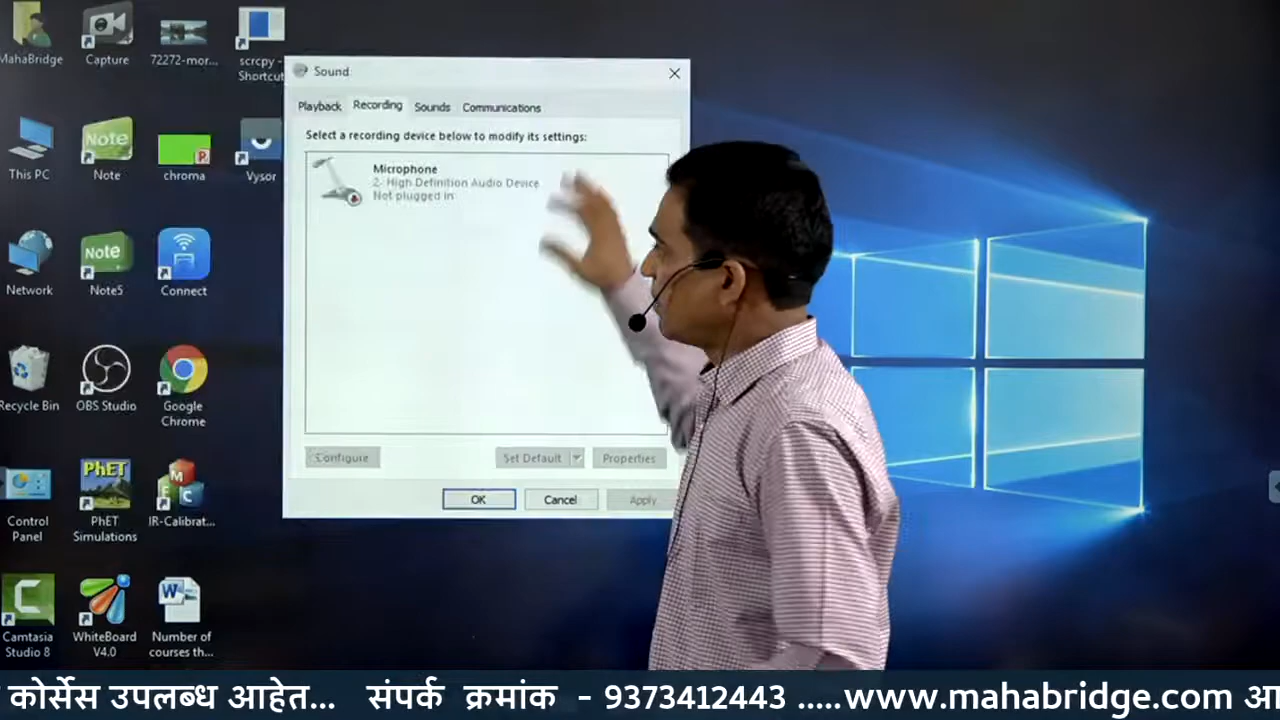 MahaBridge
Capture
72272-mor...
scrcpy -
Shortcut
This PC
Note
Note
chroma
Vysor
Network
Note
Note5
Connect
Recycle Bin
OBS Studio
Google
Chrome
Control
Panel
PhET
PhET
Simulations
IR-Calibrat...
Camtasia
Studio 8
WhiteBoard
V4.0
Number of
courses th...
Sound
Playback Recording Sounds Communications
Select a recording device below to modify its settings:
Microphone
2- High Definition Audio Device
Not plugged in
Configure Set Default Properties
OK Cancel Apply
कोर्सेस उपलब्ध आहेत... संपर्क क्रमांक - 9373412443 .....www.mahabridge.com आ